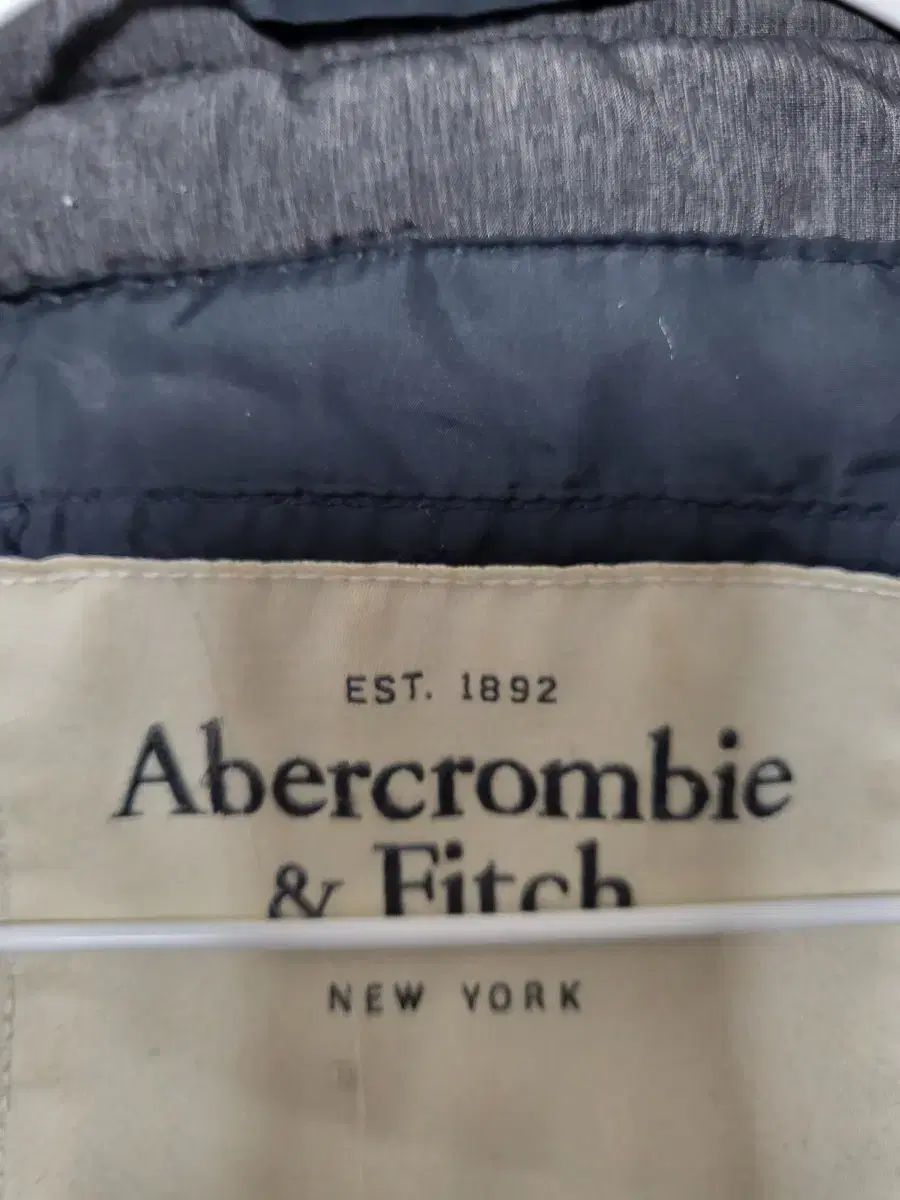 EST. 1892
Abercrombie
& Fitch
NEW YORK